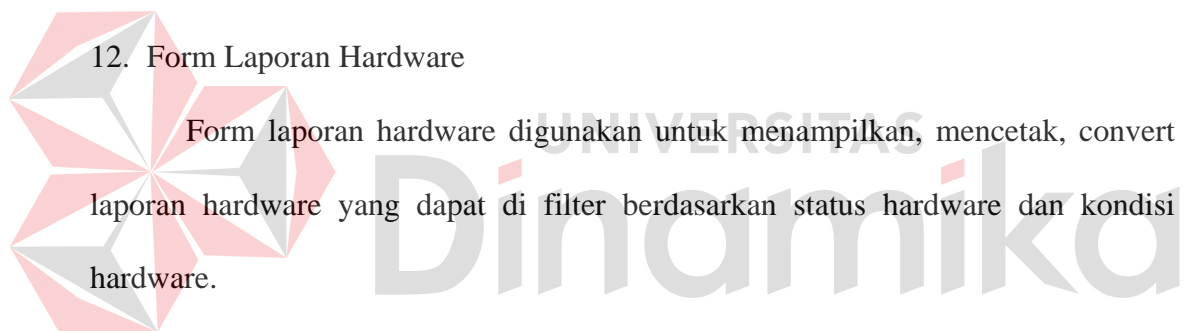 12. Form Laporan Hardware
UNIVERSITAS
Dinamika
Form laporan hardware digunakan untuk menampilkan, mencetak, convert
laporan hardware yang dapat di filter berdasarkan status hardware dan kondisi
hardware.